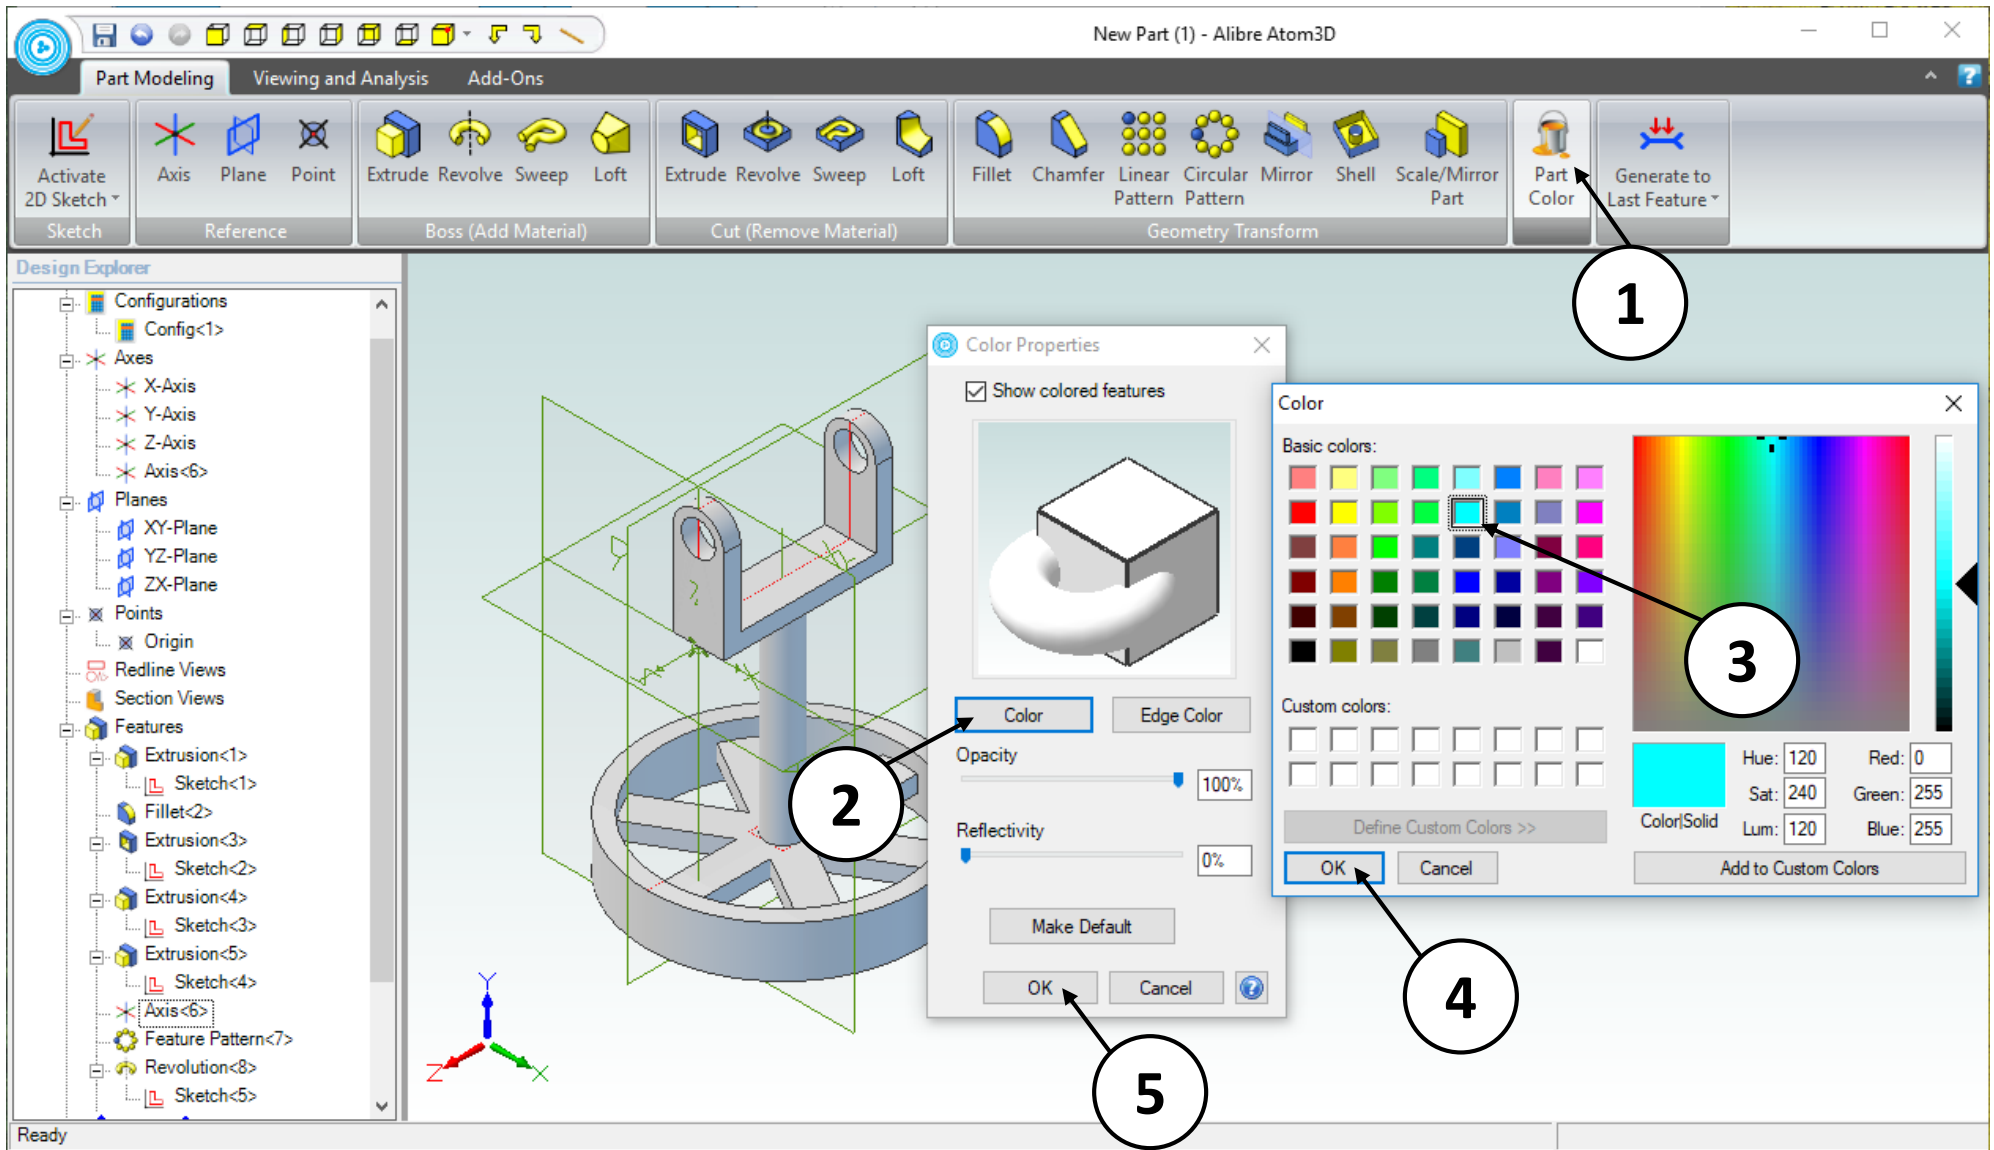 New Part (1) - Alibre Atom3D
Part Modeling Viewing and Analysis Add-Ons
Activate 2D Sketch
Axis Plane Point
Extrude Revolve Sweep Loft
Extrude Revolve Sweep Loft
Fillet Chamfer Linear Pattern Circular Pattern Mirror Shell Scale/Mirror Part
Part Color
Generate to Last Feature
Sketch Reference Boss (Add Material) Cut (Remove Material) Geometry Transform
1
Design Explorer
Configurations
Config<1>
Axes
X-Axis
Y-Axis
Z-Axis
Axis<6>
Planes
XY-Plane
YZ-Plane
ZX-Plane
Points
Origin
Redline Views
Section Views
Features
Extrusion<1>
Sketch<1>
Fillet<2>
Extrusion<3>
Sketch<2>
Extrusion<4>
Sketch<3>
Extrusion<5>
Sketch<4>
Axis<6>
Feature Pattern<7>
Revolution<8>
Sketch<5>
Y
Z
X
Color Properties
Show colored features
Color Edge Color
2
Opacity
100%
Reflectivity
0%
Make Default
OK Cancel
5
Color
Basic colors:
3
Custom colors:
Define Custom Colors >>
OK Cancel
4
Color|Solid
Hue: 120 Red: 0
Sat: 240 Green: 255
Lum: 120 Blue: 255
Add to Custom Colors
Ready